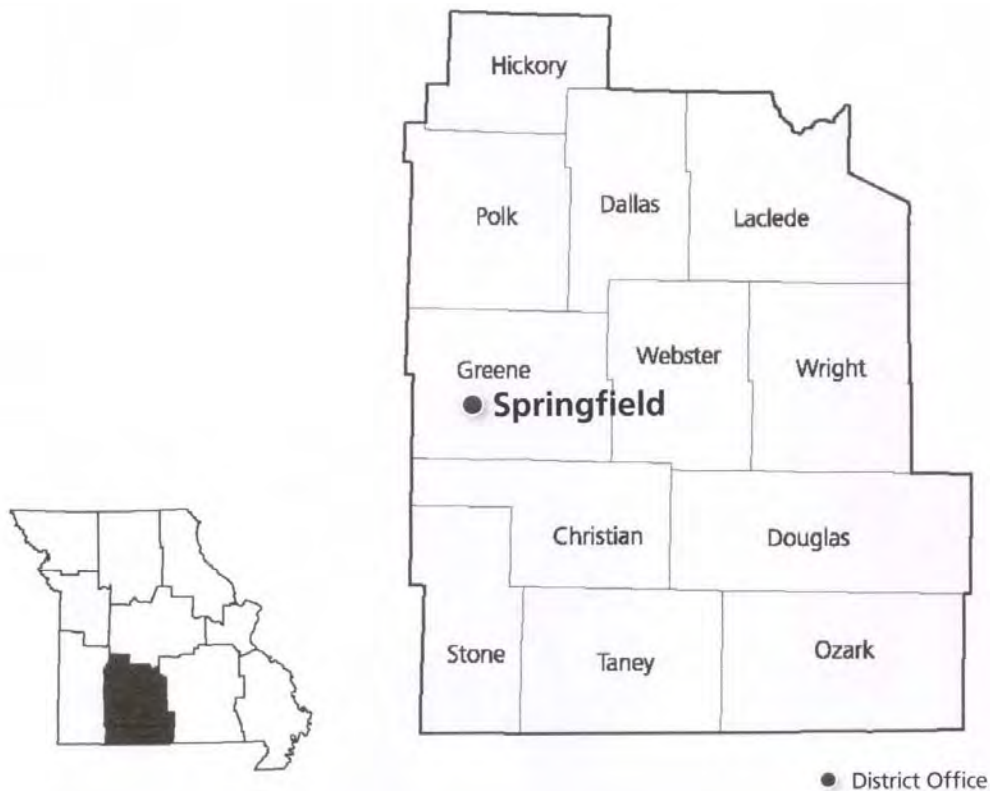 Hickory
Polk
Dallas
Laclede
Greene
Webster
Wright
Springfield
Christian
Douglas
Stone
Taney
Ozark
District Office